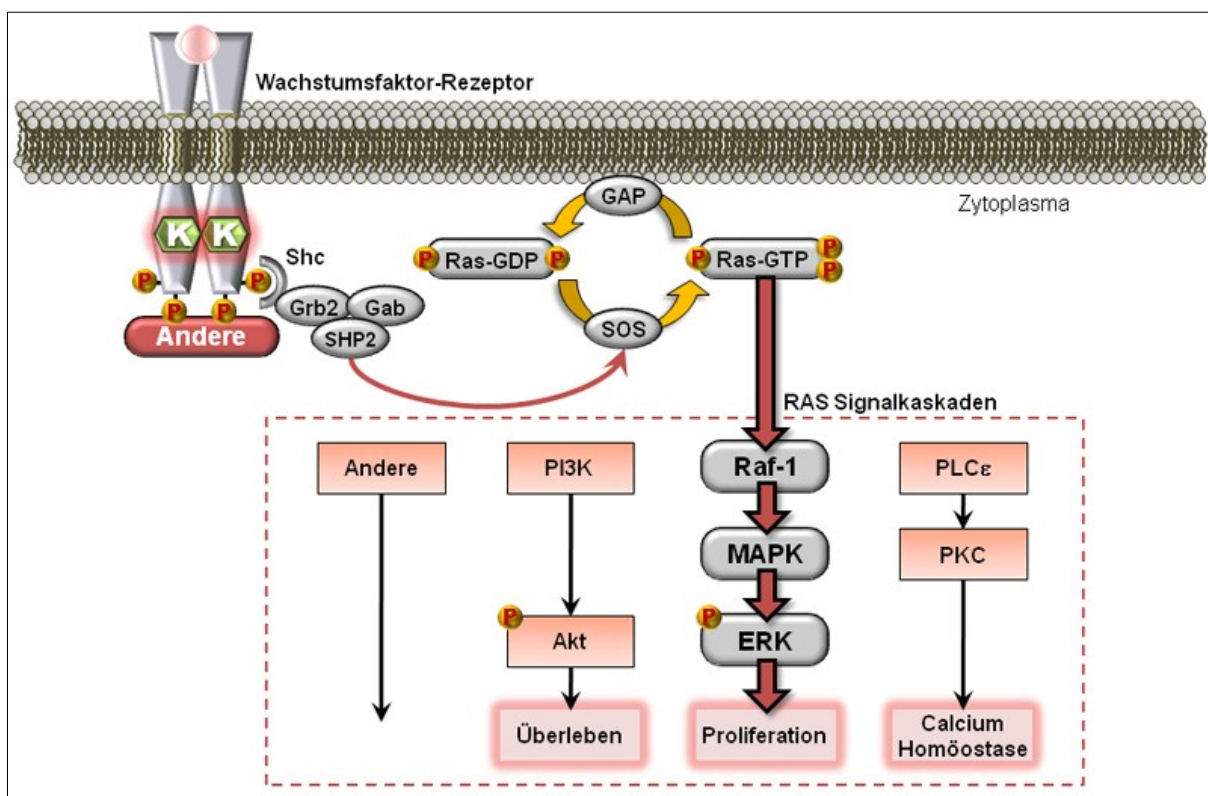 Wachstumsfaktor-Rezeptor
Zytoplasma
GAP
K K
Shc
P Ras-GDP P
P Ras-GTP P
P
P P
P P
Grb2 Gab
SHP2
SOS
Andere
RAS Signalkaskaden
Andere PI3K Raf-1 PLCε
MAPK PKC
P Akt P ERK
Überleben Proliferation Calcium
Homöostase